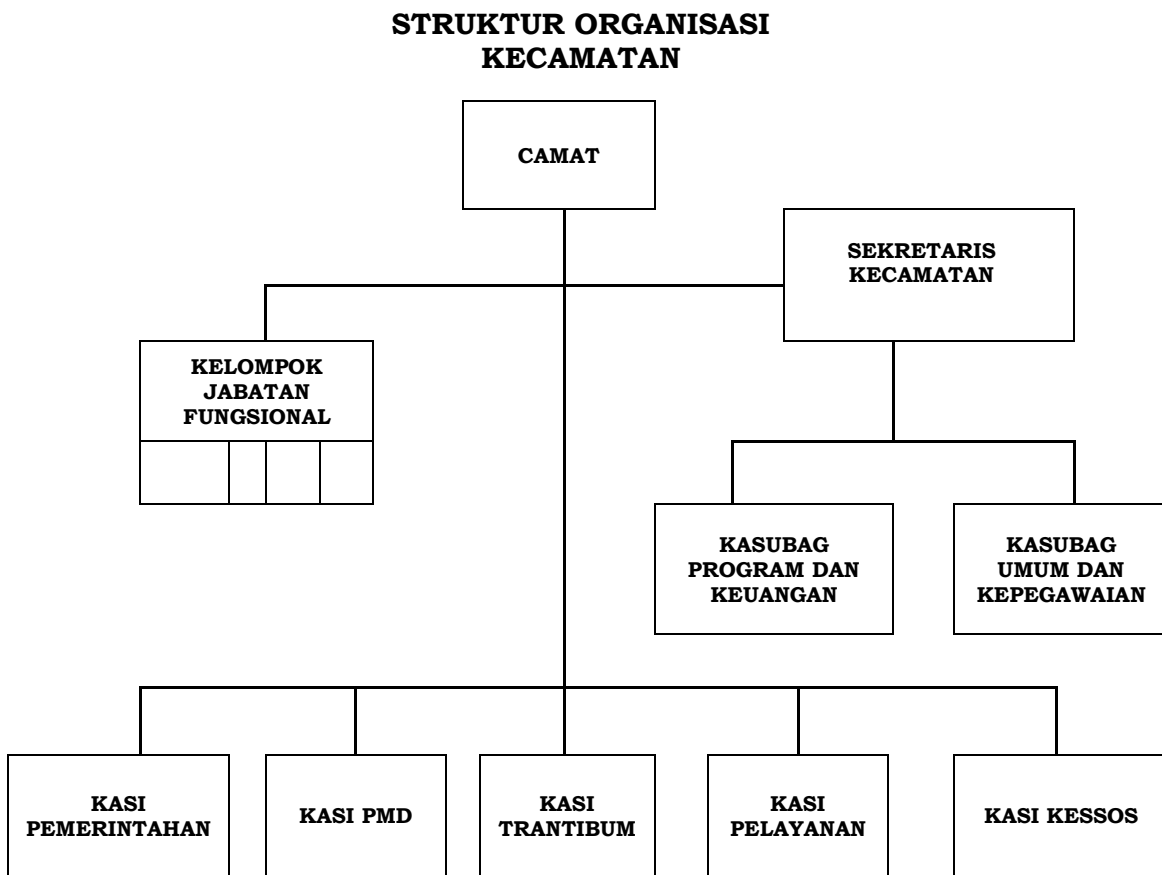 STRUKTUR ORGANISASI
KECAMATAN
CAMAT
SEKRETARIS
KECAMATAN
KELOMPOK
JABATAN
FUNGSIONAL
KASUBAG
PROGRAM DAN
KEUANGAN
KASUBAG
UMUM DAN
KEPEGAWAIAN
KASI
PEMERINTAHAN
KASI PMD
KASI
TRANTIBUM
KASI
PELAYANAN
KASI KESSOS